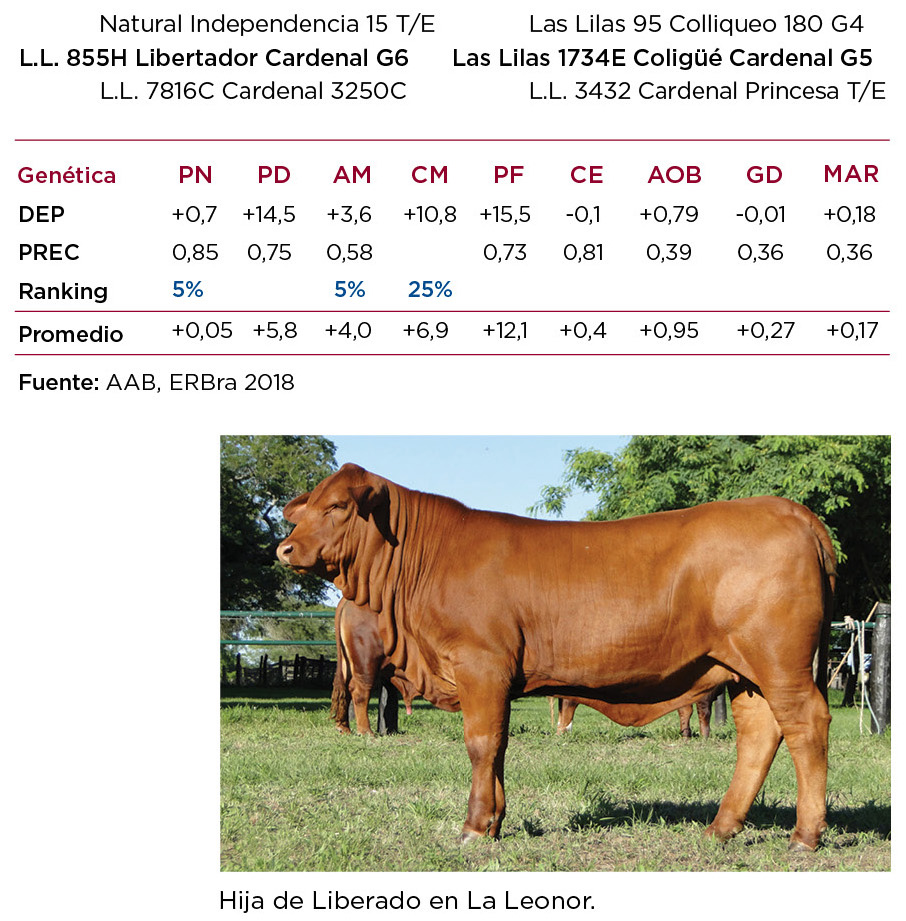 Natural Independencia 15 T/E Las Lilas 95 Colliqueo 180 G4
L.L. 855H Libertador Cardenal G6 Las Lilas 1734E Coligüé Cardenal G5
L.L. 7816C Cardenal 3250C L.L. 3432 Cardenal Princesa T/E
Genética PN PD AM CM PF CE AOB GD MAR
DEP +0,7 +14,5 +3,6 +10,8 +15,5 -0,1 +0,79 -0,01 +0,18
PREC 0,85 0,75 0,58 0,73 0,81 0,39 0,36 0,36
Ranking 5% 5% 25%
Promedio +0,05 +5,8 +4,0 +6,9 +12,1 +0,4 +0,95 +0,27 +0,17
Fuente: AAB, ERBra 2018
Hija de Liberado en La Leonor.